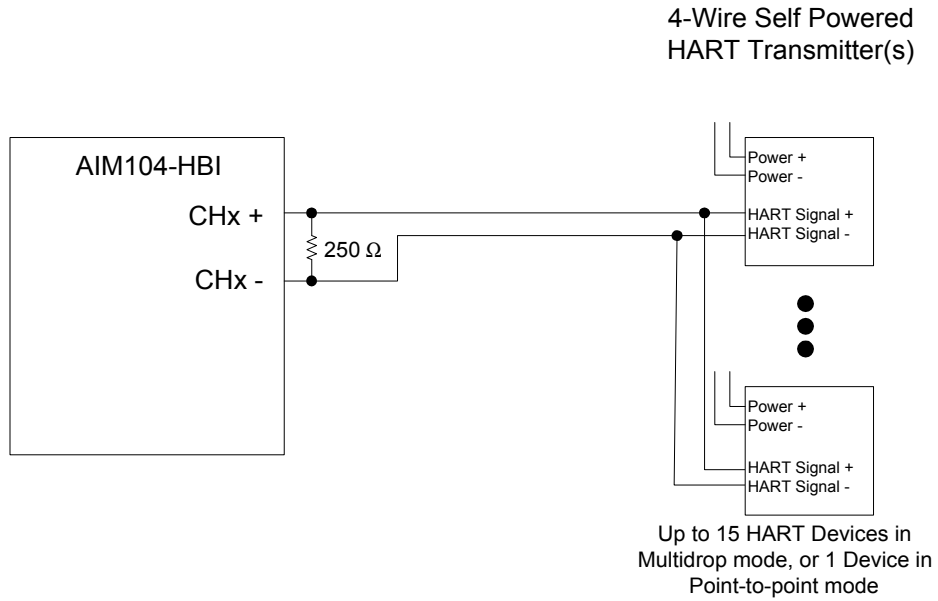 4-Wire Self Powered
HART Transmitter(s)
AIM104-HBI
CHx +
250 Ω
CHx -
Power +
Power -
HART Signal +
HART Signal -
Power +
Power -
HART Signal +
HART Signal -
Up to 15 HART Devices in
Multidrop mode, or 1 Device in
Point-to-point mode